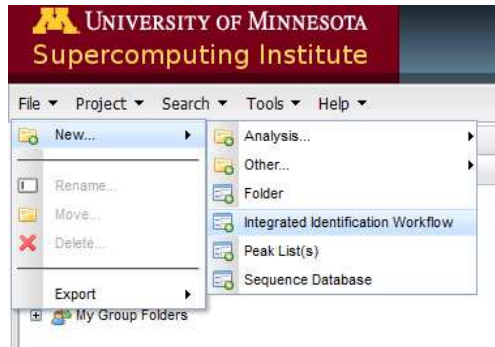 UNIVERSITY OF MINNESOTA
Supercomputing Institute
File Project Search Tools Help
New...
Rename...
Move...
Delete...
Export
Analysis...
Other...
Folder
Integrated Identification Workflow
Peak List(s)
Sequence Database
My Group Folders